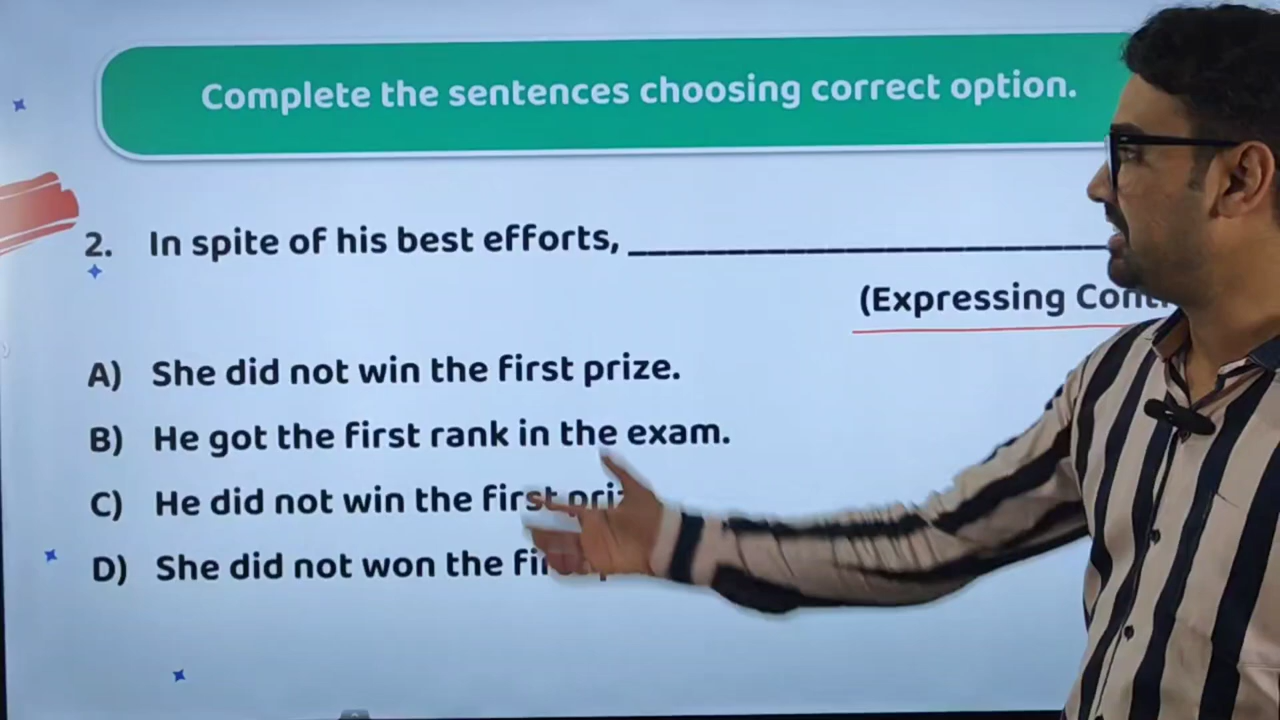 Complete the sentences choosing correct option.
2. In spite of his best efforts, ____________________
(Expressing
A) She did not win the first prize.
B) He got the first rank in the exam.
C) He did not win the first
D) She did not won the